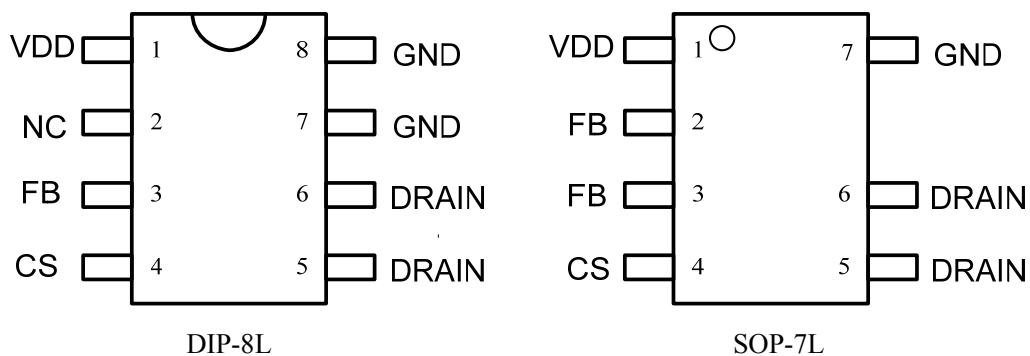 VDD 1 8 GND
NC 2 7 GND
FB 3 6 DRAIN
CS 4 5 DRAIN
DIP-8L
VDD 1 7 GND
FB 2
FB 3 6 DRAIN
CS 4 5 DRAIN
SOP-7L